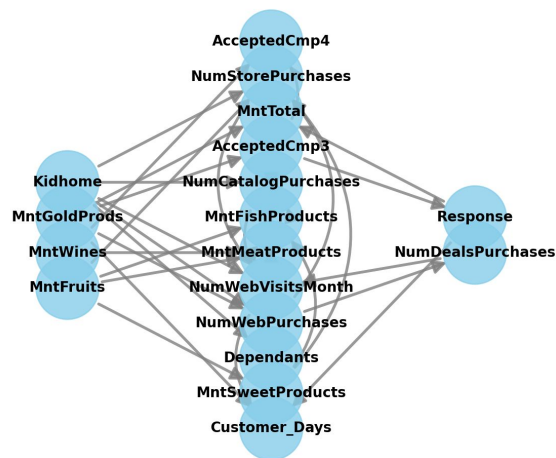 AcceptedCmp4
NumStorePurchases
MntTotal
AcceptedCmp3
Kidhome
NumCatalogPurchases
MntGoldProds
MntFishProducts
Response
MntWines
MntMeatProducts
NumDealsPurchases
MntFruits
NumWebVisitsMonth
NumWebPurchases
Dependants
MntSweetProducts
Customer_Days